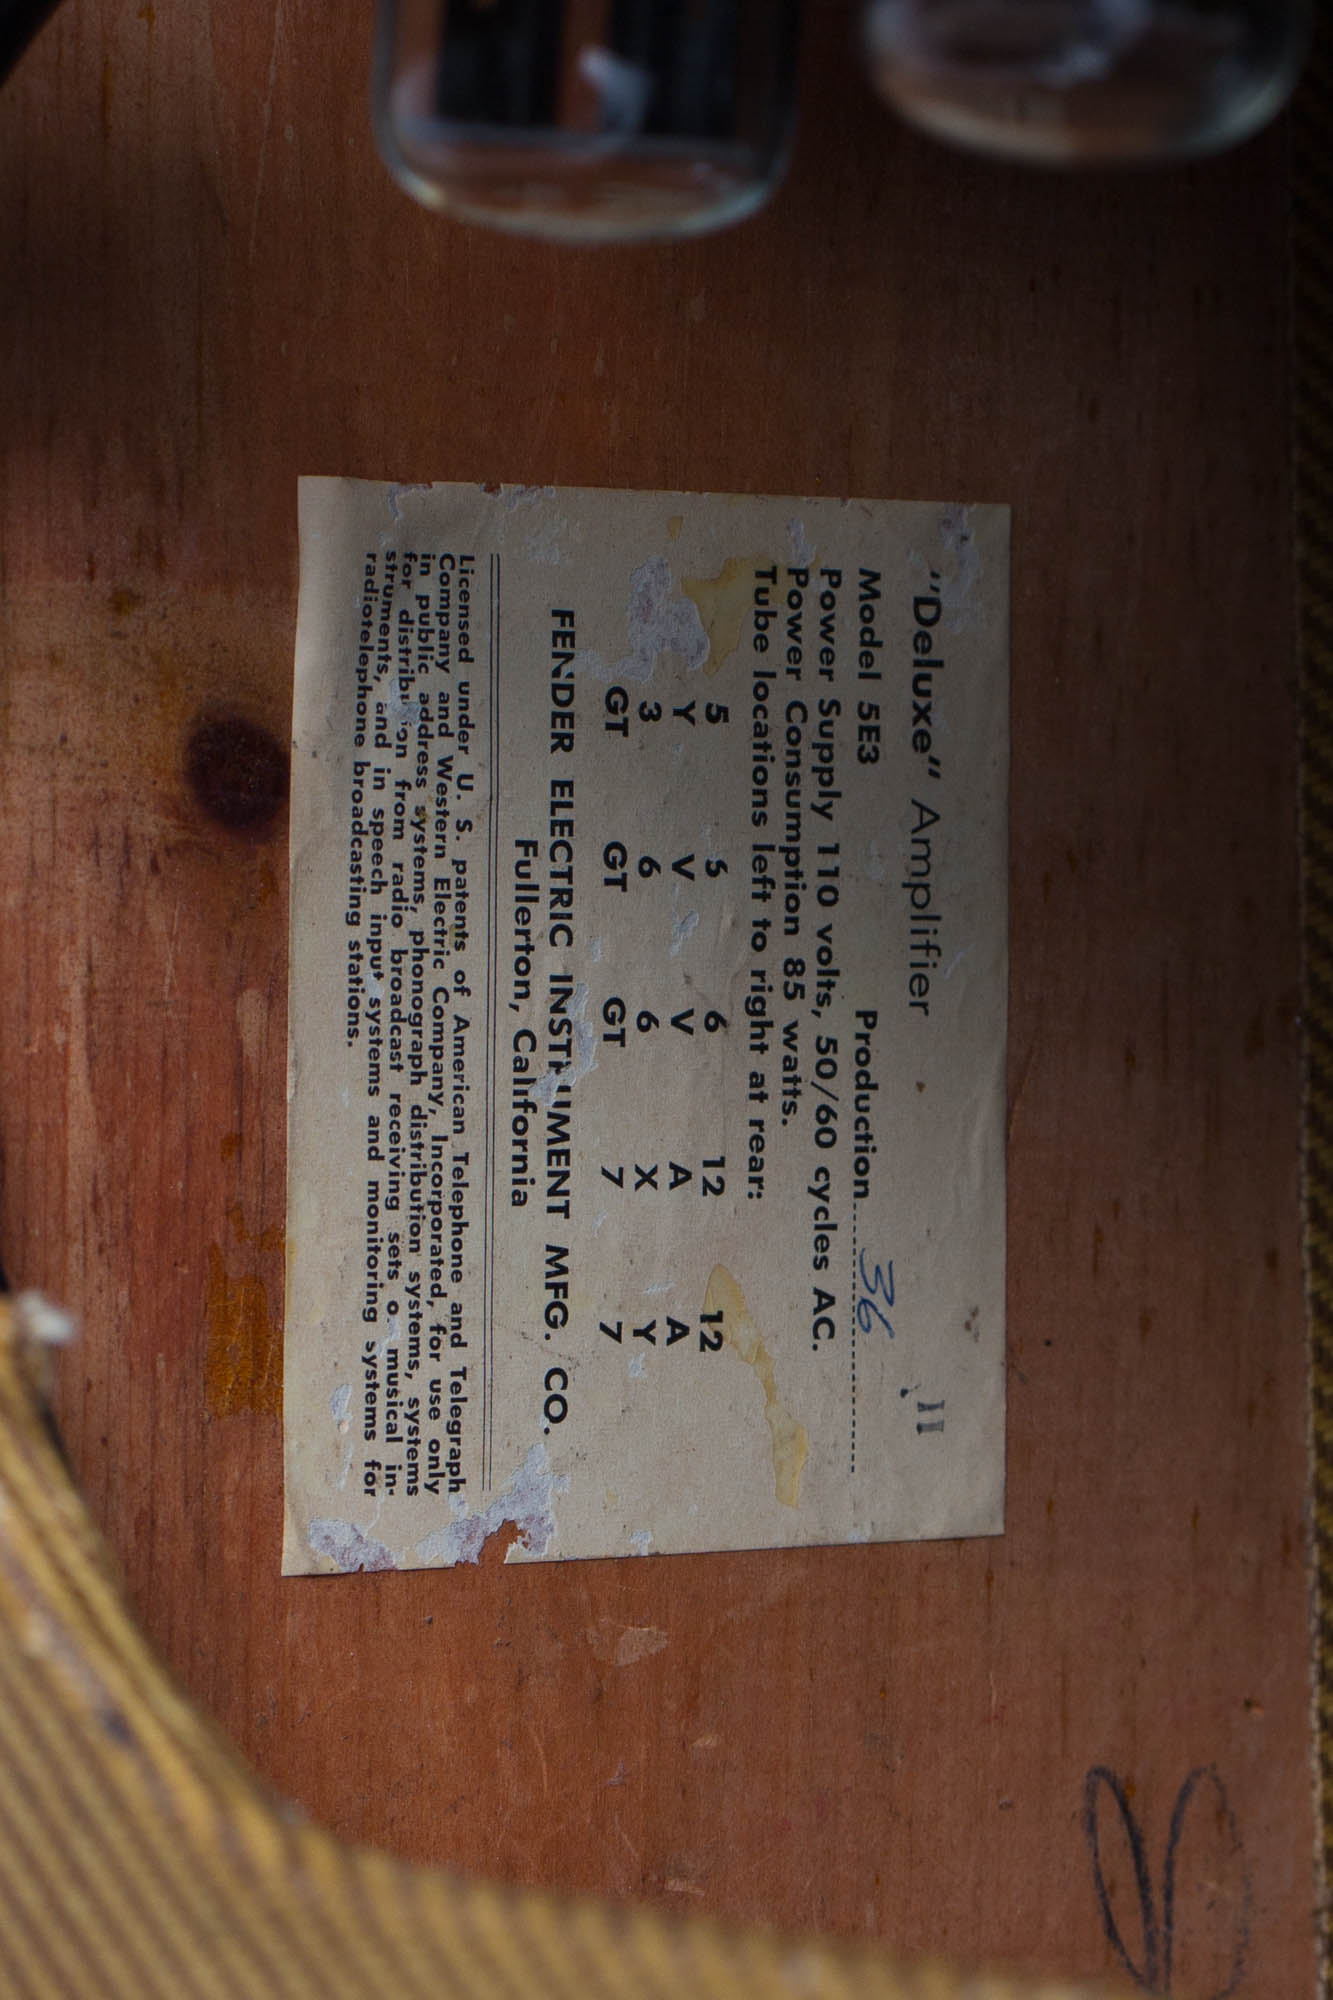 "Deluxe" Amplifier
II
Model 5E3 Production 36
Power Supply 110 volts, 50/60 cycles AC.
Power Consumption 85 watts.
Tube locations left to right at rear:
5 5 6 12 12
Y V V A A
3 6 6 X Y
GT GT GT 7 7
FENDER ELECTRIC INSTRUMENT MFG. CO.
Fullerton, California
Licensed under U. S. patents of American Telephone and Telegraph
Company and Western Electric Company, Incorporated, for use only
in public address systems, phonograph distribution systems, systems
for distribution from radio broadcast receiving sets of musical in-
struments, and in speech input systems and monitoring systems for
radiotelephone broadcasting stations.